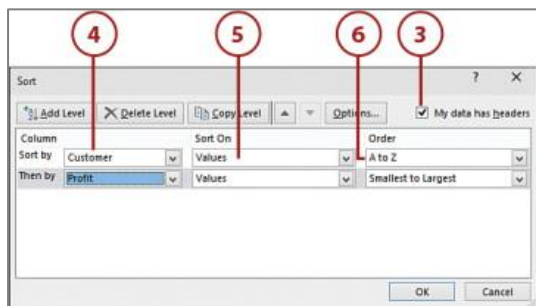 4 5 6 3
Sort ? X
Add Level Delete Level Copy Level Options... My data has headers
Column Sort On Order
Sort by Customer Values A to Z
Then by Profit Values Smallest to Largest
OK Cancel